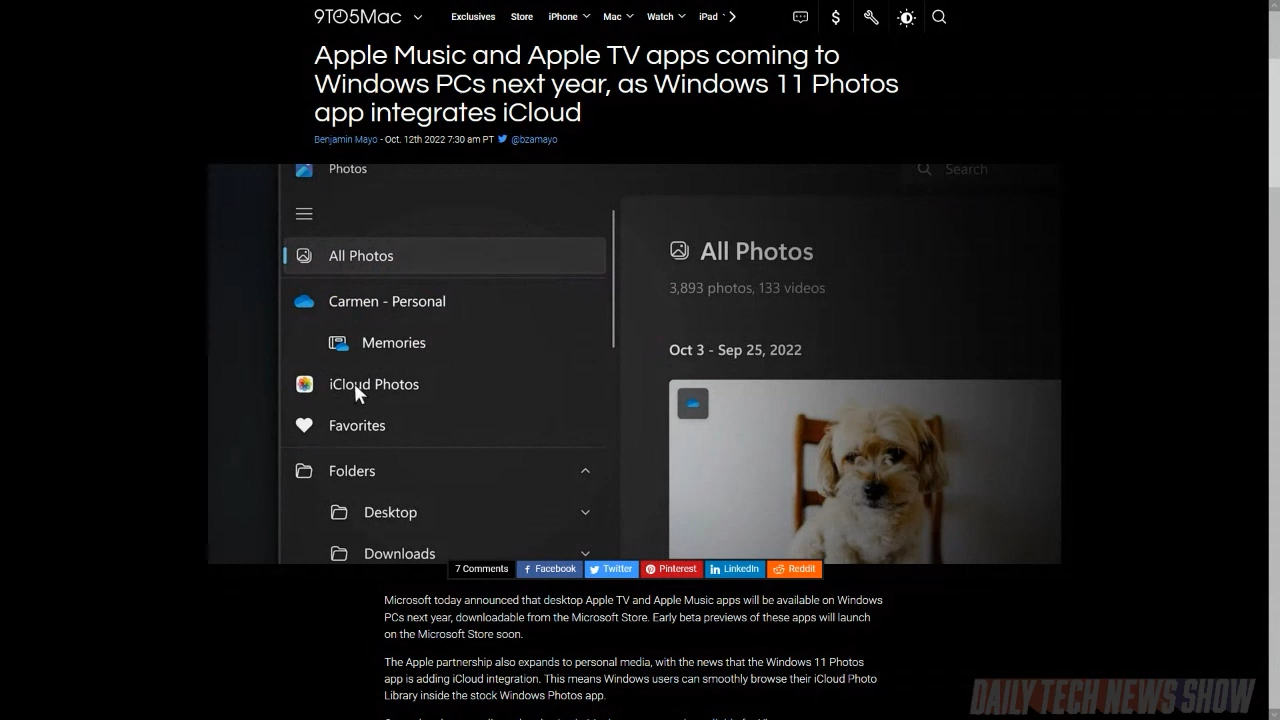 9TO5Mac
Exclusives Store iPhone Mac Watch iPad
Apple Music and Apple TV apps coming to
Windows PCs next year, as Windows 11 Photos
app integrates iCloud
Benjamin Mayo - Oct. 12th 2022 7:30 am PT @bzamayo
Photos
Search
All Photos
Carmen - Personal
Memories
iCloud Photos
Favorites
Folders
Desktop
Downloads
All Photos
3,893 photos, 133 videos
Oct 3 - Sep 25, 2022
7 Comments Facebook Twitter Pinterest LinkedIn Reddit
Microsoft today announced that desktop Apple TV and Apple Music apps will be available on Windows
PCs next year, downloadable from the Microsoft Store. Early beta previews of these apps will launch
on the Microsoft Store soon.
The Apple partnership also expands to personal media, with the news that the Windows 11 Photos
app is adding iCloud integration. This means Windows users can smoothly browse their iCloud Photo
Library inside the stock Windows Photos app.
DAILY TECH NEWS SHOW